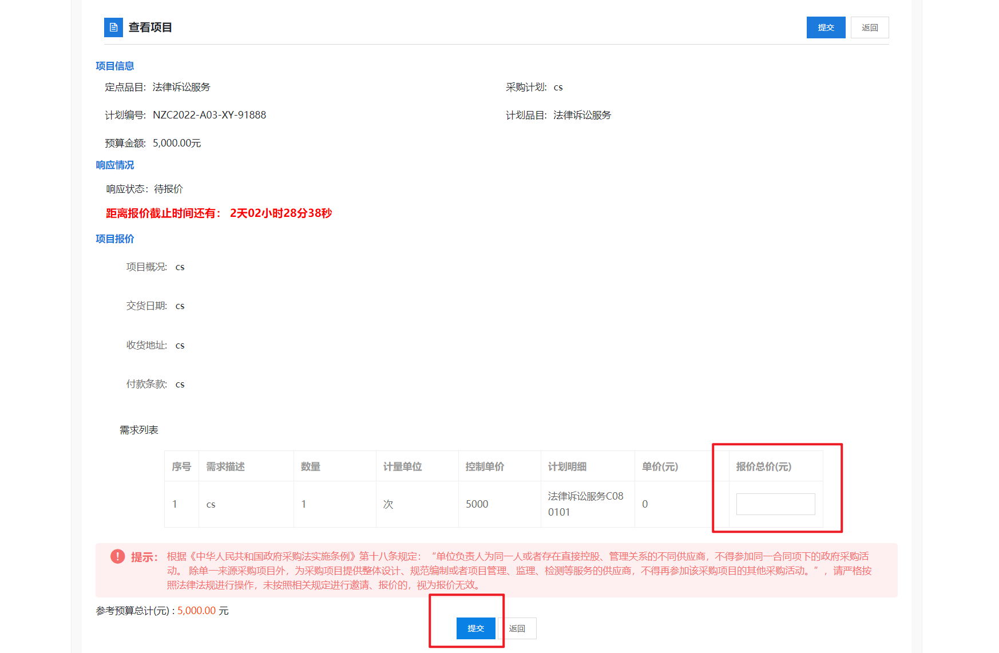 查看项目
提交
返回
项目信息
定点品目: 法律诉讼服务
采购计划: cs
计划编号: NZC2022-A03-XY-91888
计划品目: 法律诉讼服务
预算金额: 5,000.00元
响应情况
响应状态：待报价
距离报价截止时间还有： 2天02小时28分38秒
项目报价
项目概况: cs
交货日期: cs
收货地址: cs
付款条款: cs
需求列表
序号 需求描述 数量 计量单位 控制单价 计划明细 单价(元) 报价总价(元)
1 cs 1 次 5000 法律诉讼服务C08 0
0101
提示： 根据《中华人民共和国政府采购法实施条例》第十八条规定：“单位负责人为同一人或者存在直接控股、管理关系的不同供应商，不得参加同一合同项下的政府采购活
动。 除单一来源采购项目外，为采购项目提供整体设计、规范编制或者项目管理、监理、检测等服务的供应商，不得再参加该采购项目的其他采购活动。”，请严格按
照法律法规进行操作，未按照相关规定进行邀请、报价的，视为报价无效。
参考预算总计(元) : 5,000.00 元
提交
返回